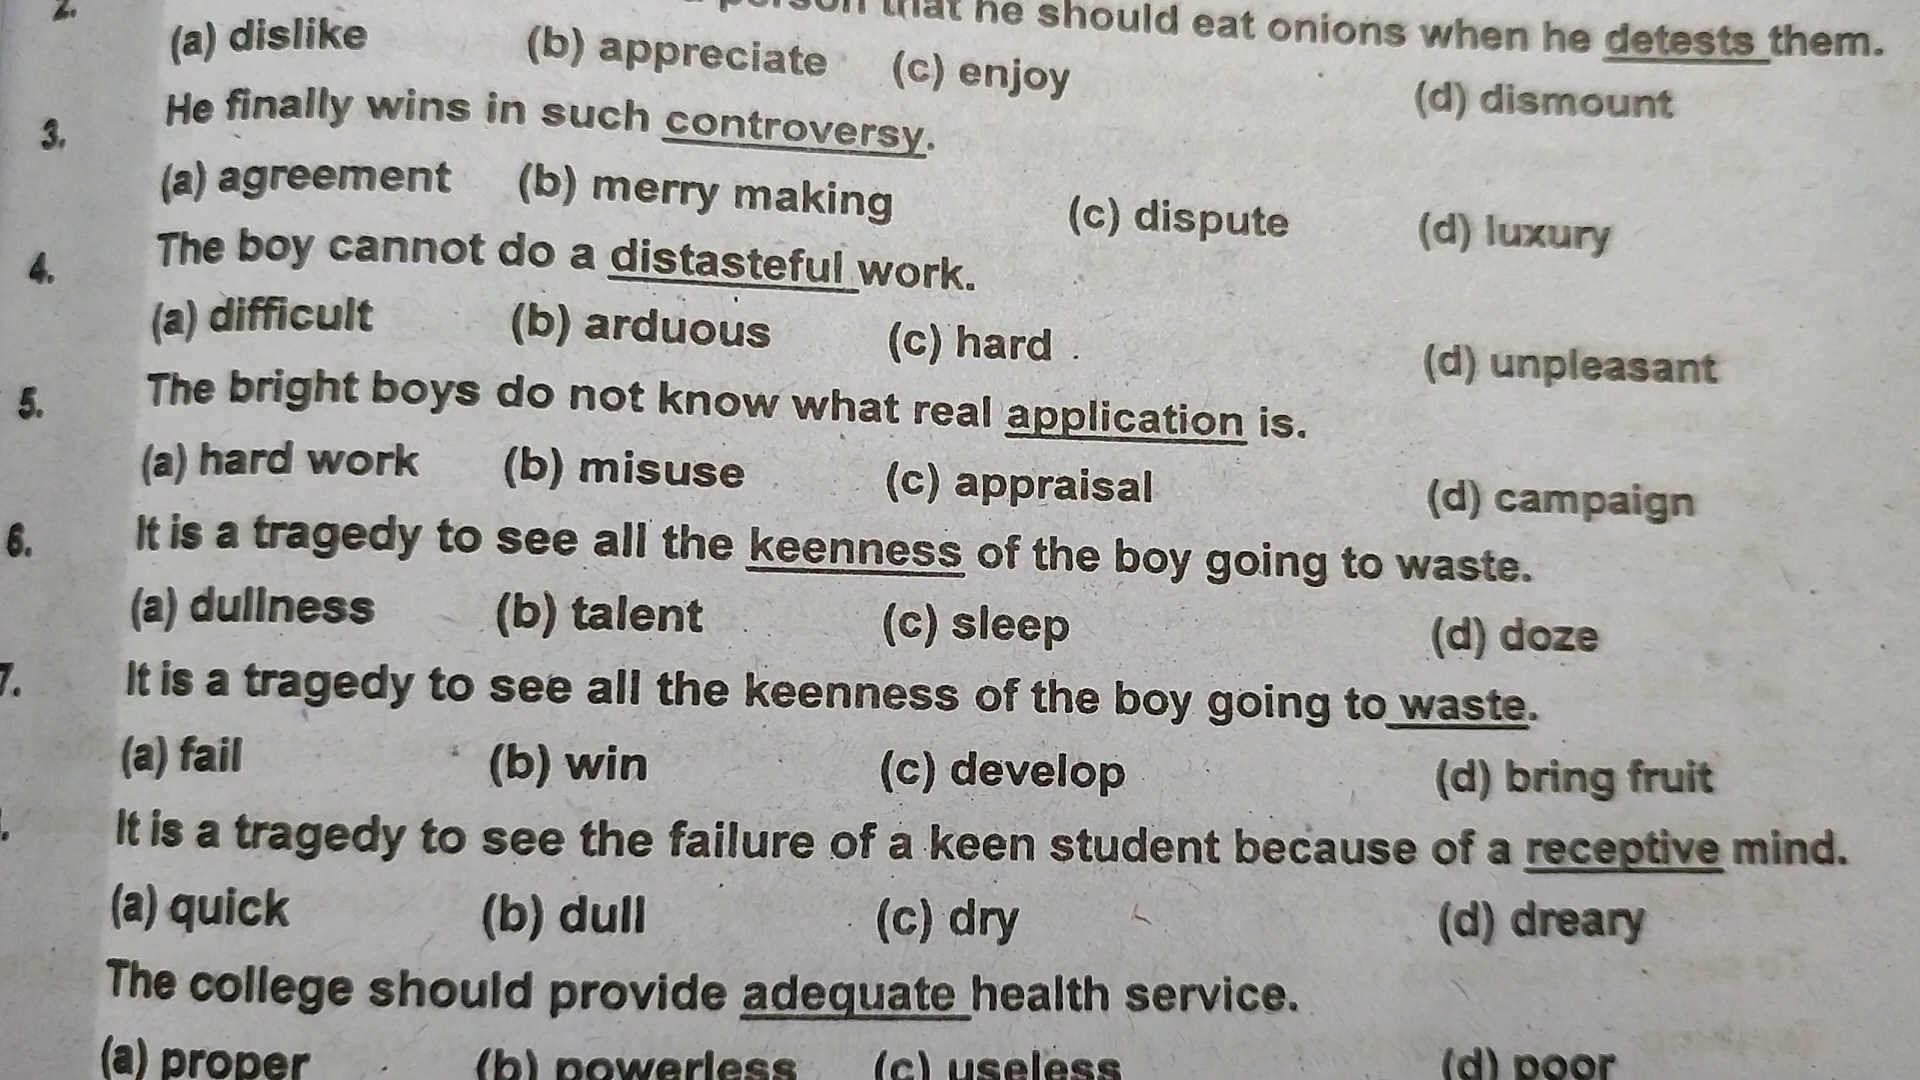 2. person that he should eat onions when he detests them.
(a) dislike (b) appreciate (c) enjoy (d) dismount
3. He finally wins in such controversy.
(a) agreement (b) merry making (c) dispute (d) luxury
4. The boy cannot do a distasteful work.
(a) difficult (b) arduous (c) hard (d) unpleasant
5. The bright boys do not know what real application is.
(a) hard work (b) misuse (c) appraisal (d) campaign
6. It is a tragedy to see all the keenness of the boy going to waste.
(a) dullness (b) talent (c) sleep (d) doze
7. It is a tragedy to see all the keenness of the boy going to waste.
(a) fail (b) win (c) develop (d) bring fruit
It is a tragedy to see the failure of a keen student because of a receptive mind.
(a) quick (b) dull (c) dry (d) dreary
The college should provide adequate health service.
(a) proper (b) powerless (c) useless (d) poor